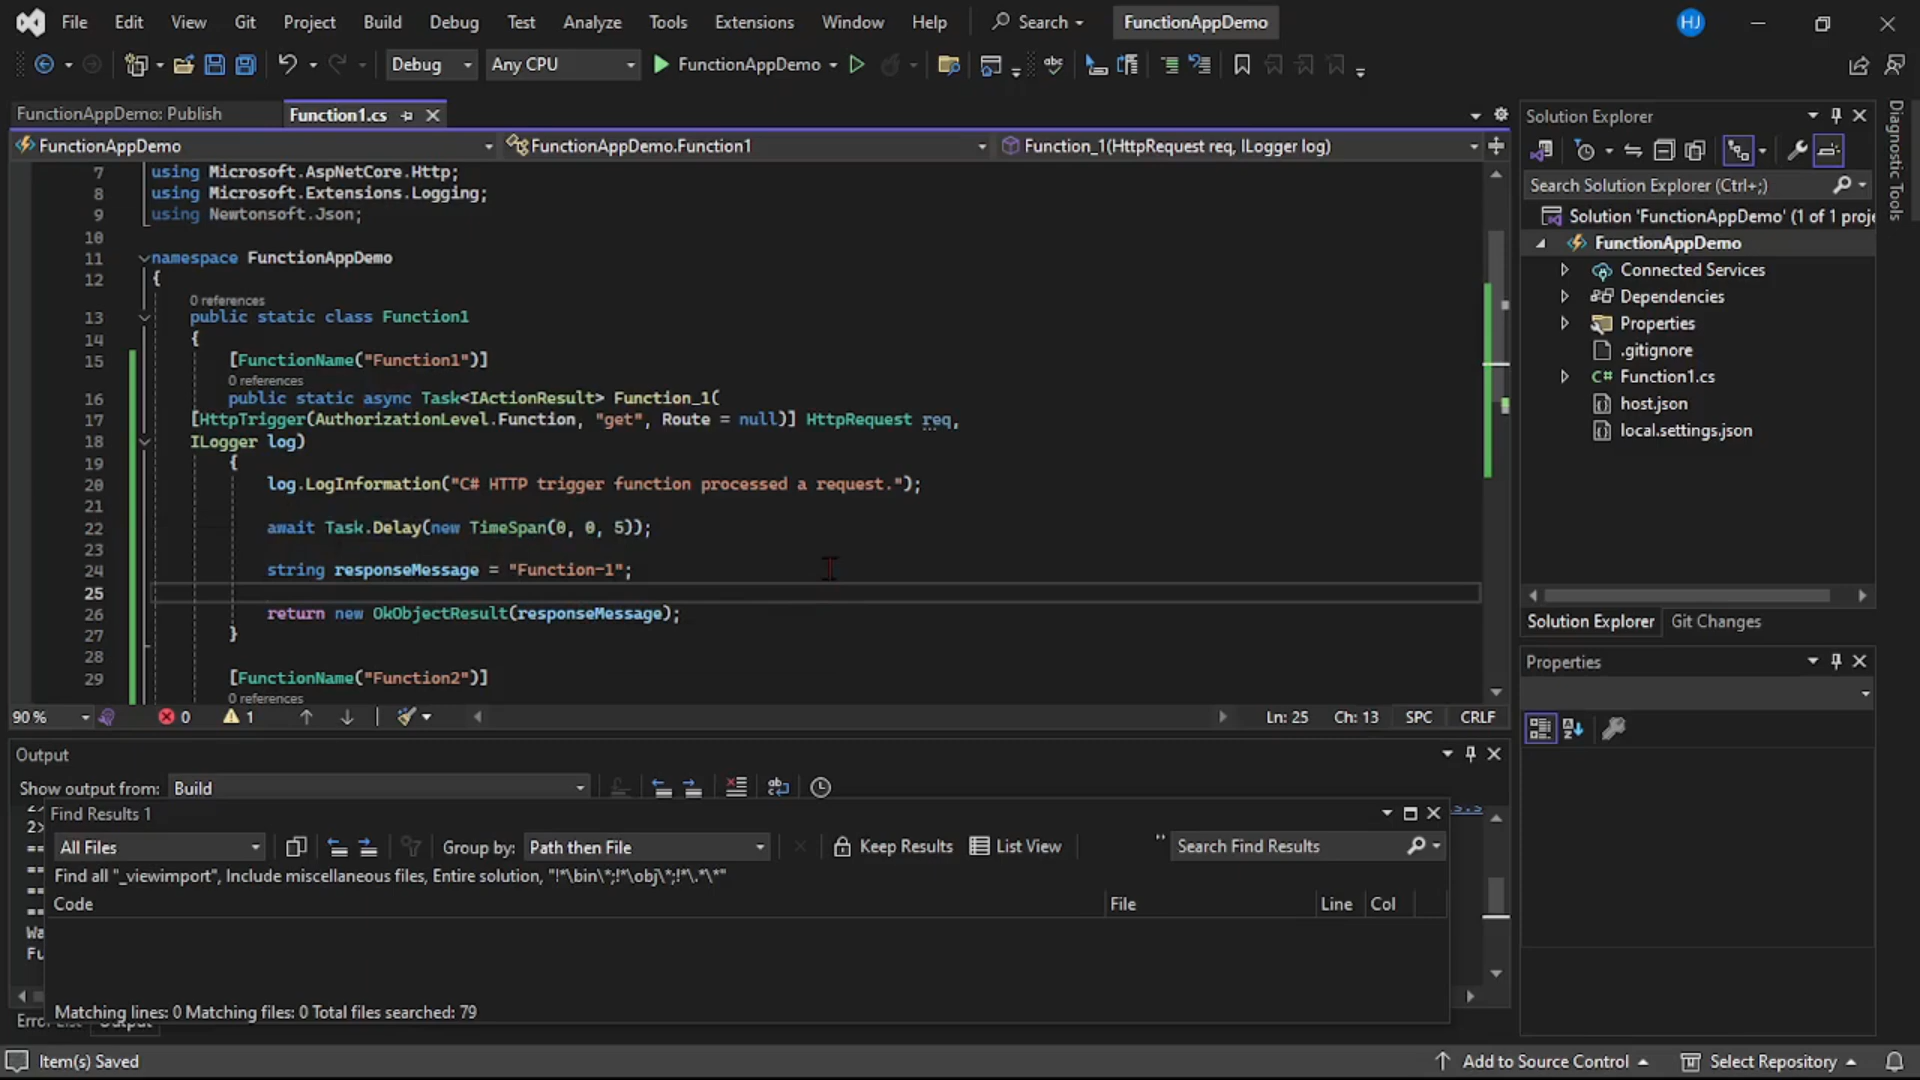 File Edit View Git Project Build Debug Test Analyze Tools Extensions Window Help Search FunctionAppDemo HJ
Debug Any CPU FunctionAppDemo
FunctionAppDemo: Publish Function1.cs
FunctionAppDemo FunctionAppDemo.Function1 Function_1(HttpRequest req, ILogger log)
7 using Microsoft.AspNetCore.Http;
8 using Microsoft.Extensions.Logging;
9 using Newtonsoft.Json;
10
11 namespace FunctionAppDemo
12 {
0 references
13 public static class Function1
14 {
15 [FunctionName("Function1")]
0 references
16 public static async Task<IActionResult> Function_1(
17 [HttpTrigger(AuthorizationLevel.Function, "get", Route = null)] HttpRequest req,
18 ILogger log)
19 {
20 log.LogInformation("C# HTTP trigger function processed a request.");
21
22 await Task.Delay(new TimeSpan(0, 0, 5));
23
24 string responseMessage = "Function-1";
25
26 return new OkObjectResult(responseMessage);
27 }
28
29 [FunctionName("Function2")]
0 references
90 % 0 1 Ln: 25 Ch: 13 SPC CRLF
Output
Show output from: Build
2>
==
==
==
Wa
Fu
Find Results 1
All Files Group by: Path then File Keep Results List View Search Find Results
Find all "_viewimport", Include miscellaneous files, Entire solution, "!*\bin\*;!*\obj\*;!*\.*\*"
Code File Line Col
Matching lines: 0 Matching files: 0 Total files searched: 79
Solution Explorer
Search Solution Explorer (Ctrl+;)
Solution 'FunctionAppDemo' (1 of 1 proje
FunctionAppDemo
Connected Services
Dependencies
Properties
.gitignore
C# Function1.cs
host.json
local.settings.json
Solution Explorer Git Changes
Properties
Diagnostic Tools
Item(s) Saved Add to Source Control Select Repository